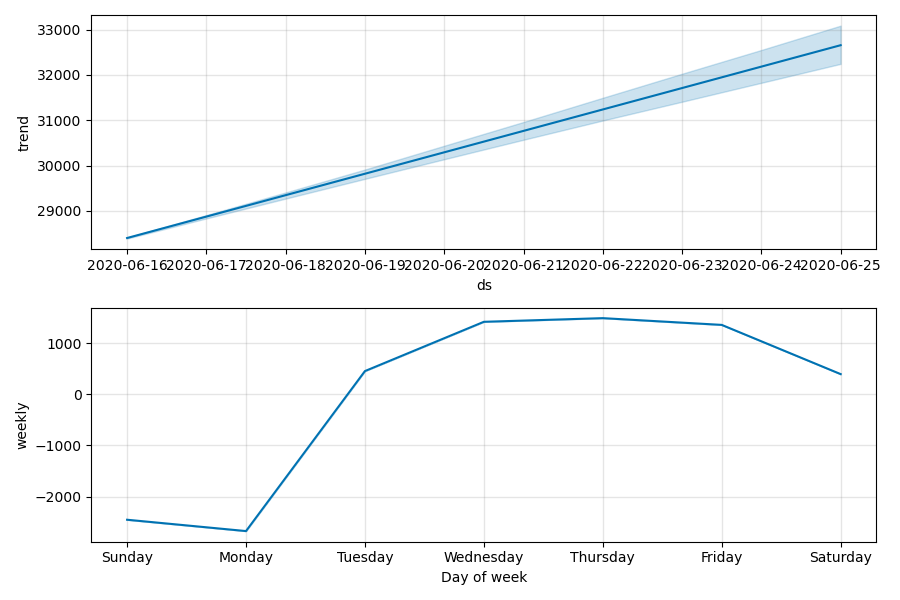 33000
32000
31000
30000
29000
trend
2020-06-16 2020-06-17 2020-06-18 2020-06-19 2020-06-20 2020-06-21 2020-06-22 2020-06-23 2020-06-24 2020-06-25
ds
1000
0
−1000
−2000
weekly
Sunday Monday Tuesday Wednesday Thursday Friday Saturday
Day of week